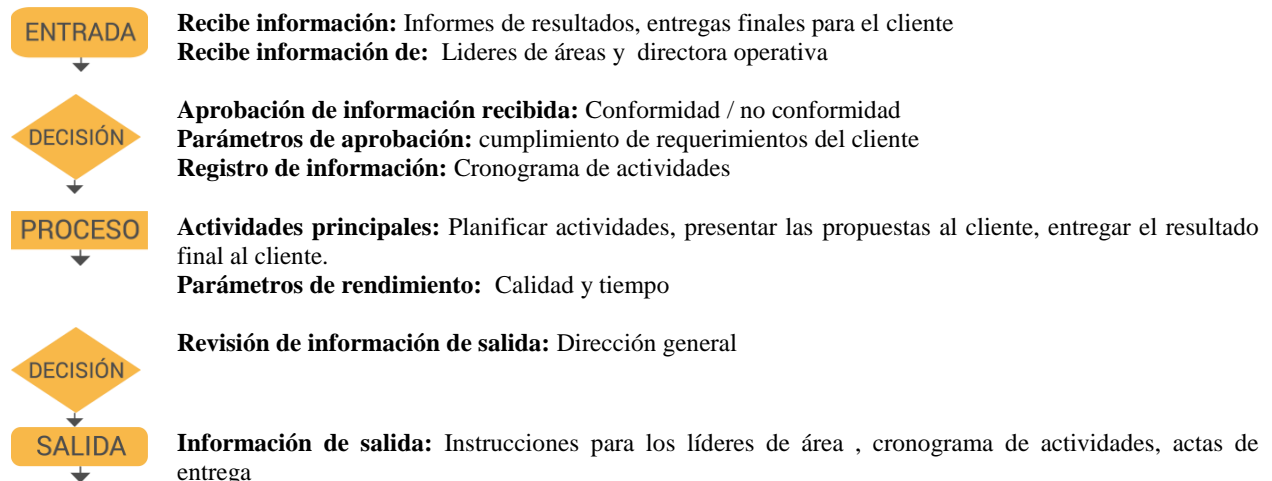 ENTRADA
Recibe información: Informes de resultados, entregas finales para el cliente
Recibe información de: Lideres de áreas y directora operativa
DECISIÓN
Aprobación de información recibida: Conformidad / no conformidad
Parámetros de aprobación: cumplimiento de requerimientos del cliente
Registro de información: Cronograma de actividades
PROCESO
Actividades principales: Planificar actividades, presentar las propuestas al cliente, entregar el resultado
final al cliente.
Parámetros de rendimiento: Calidad y tiempo
DECISIÓN
Revisión de información de salida: Dirección general
SALIDA
Información de salida: Instrucciones para los líderes de área , cronograma de actividades, actas de
entrega